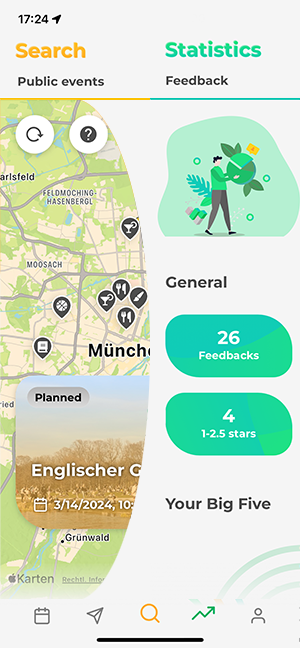 17:24
Search
Public events
Statistics
Feedback
arlsfeld
FELDMOCHING-
HASENBERGL
MOOSACH
Münche
Planned
Englischer G
3/14/2024, 10:
Grünwald
Karten
Rechtl. Infor
General
26
Feedbacks
4
1-2.5 stars
Your Big Five